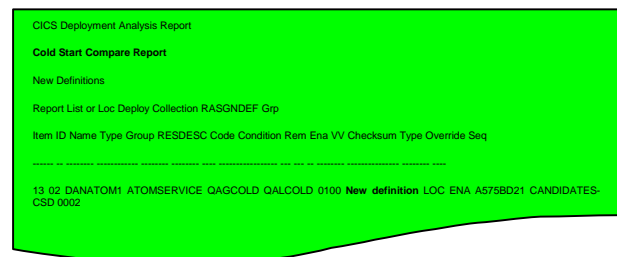 CICS Deployment Analysis Report
Cold Start Compare Report
New Definitions
Report List or Loc Deploy Collection RASGNDEF Grp
Item ID Name Type Group RESDESC Code Condition Rem Ena VV Checksum Type Override Seq
------ -- -------- ----------- -------- -------- ---- ----------------- --- --- -- -------- -------------- -------- ----
13 02 DANATOM1 ATOMSERVICE QAGCOLD QALCOLD 0100 New definition LOC ENA A575BD21 CANDIDATES-
CSD 0002